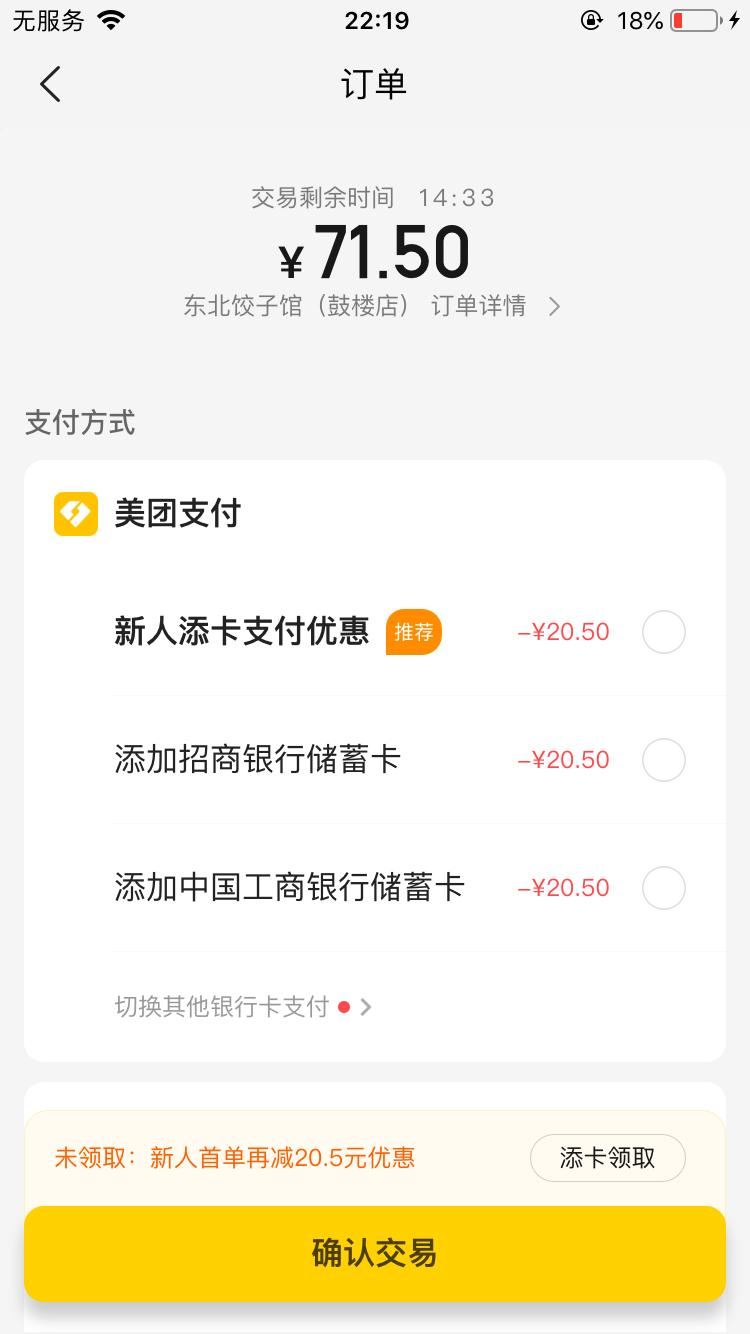 无服务 22:19 18%
订单
交易剩余时间 14:33
¥71.50
东北饺子馆（鼓楼店） 订单详情
支付方式
美团支付
新人添卡支付优惠 推荐 -¥20.50
添加招商银行储蓄卡 -¥20.50
添加中国工商银行储蓄卡 -¥20.50
切换其他银行卡支付
未领取：新人首单再减20.5元优惠 添卡领取
确认交易